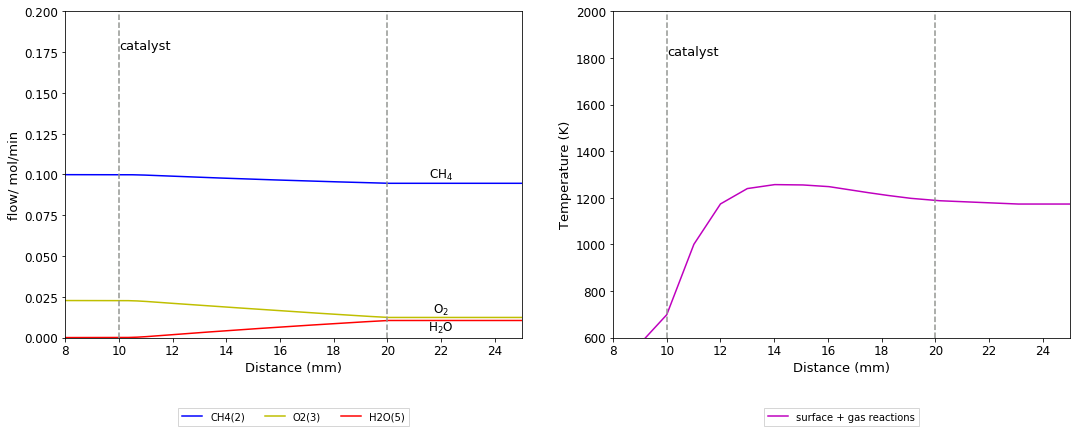 0.200
0.175
0.150
0.125
0.100
0.075
0.050
0.025
0.000
flow/ mol/min
catalyst
CH₄
O₂
H₂O
8 10 12 14 16 18 20 22 24
Distance (mm)
CH4(2) O2(3) H2O(5)
2000
1800
1600
1400
1200
1000
800
600
Temperature (K)
catalyst
8 10 12 14 16 18 20 22 24
Distance (mm)
surface + gas reactions